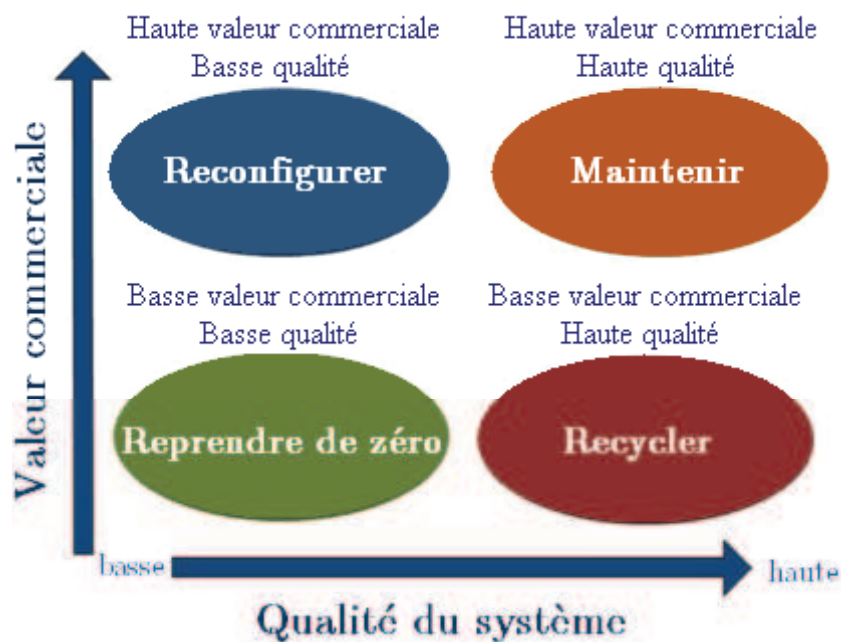 Haute valeur commerciale
Basse qualité
Haute valeur commerciale
Haute qualité
Reconfigurer
Maintenir
Valeur commerciale
Basse valeur commerciale
Basse qualité
Basse valeur commerciale
Haute qualité
Reprendre de zéro
Recycler
basse
haute
Qualité du système